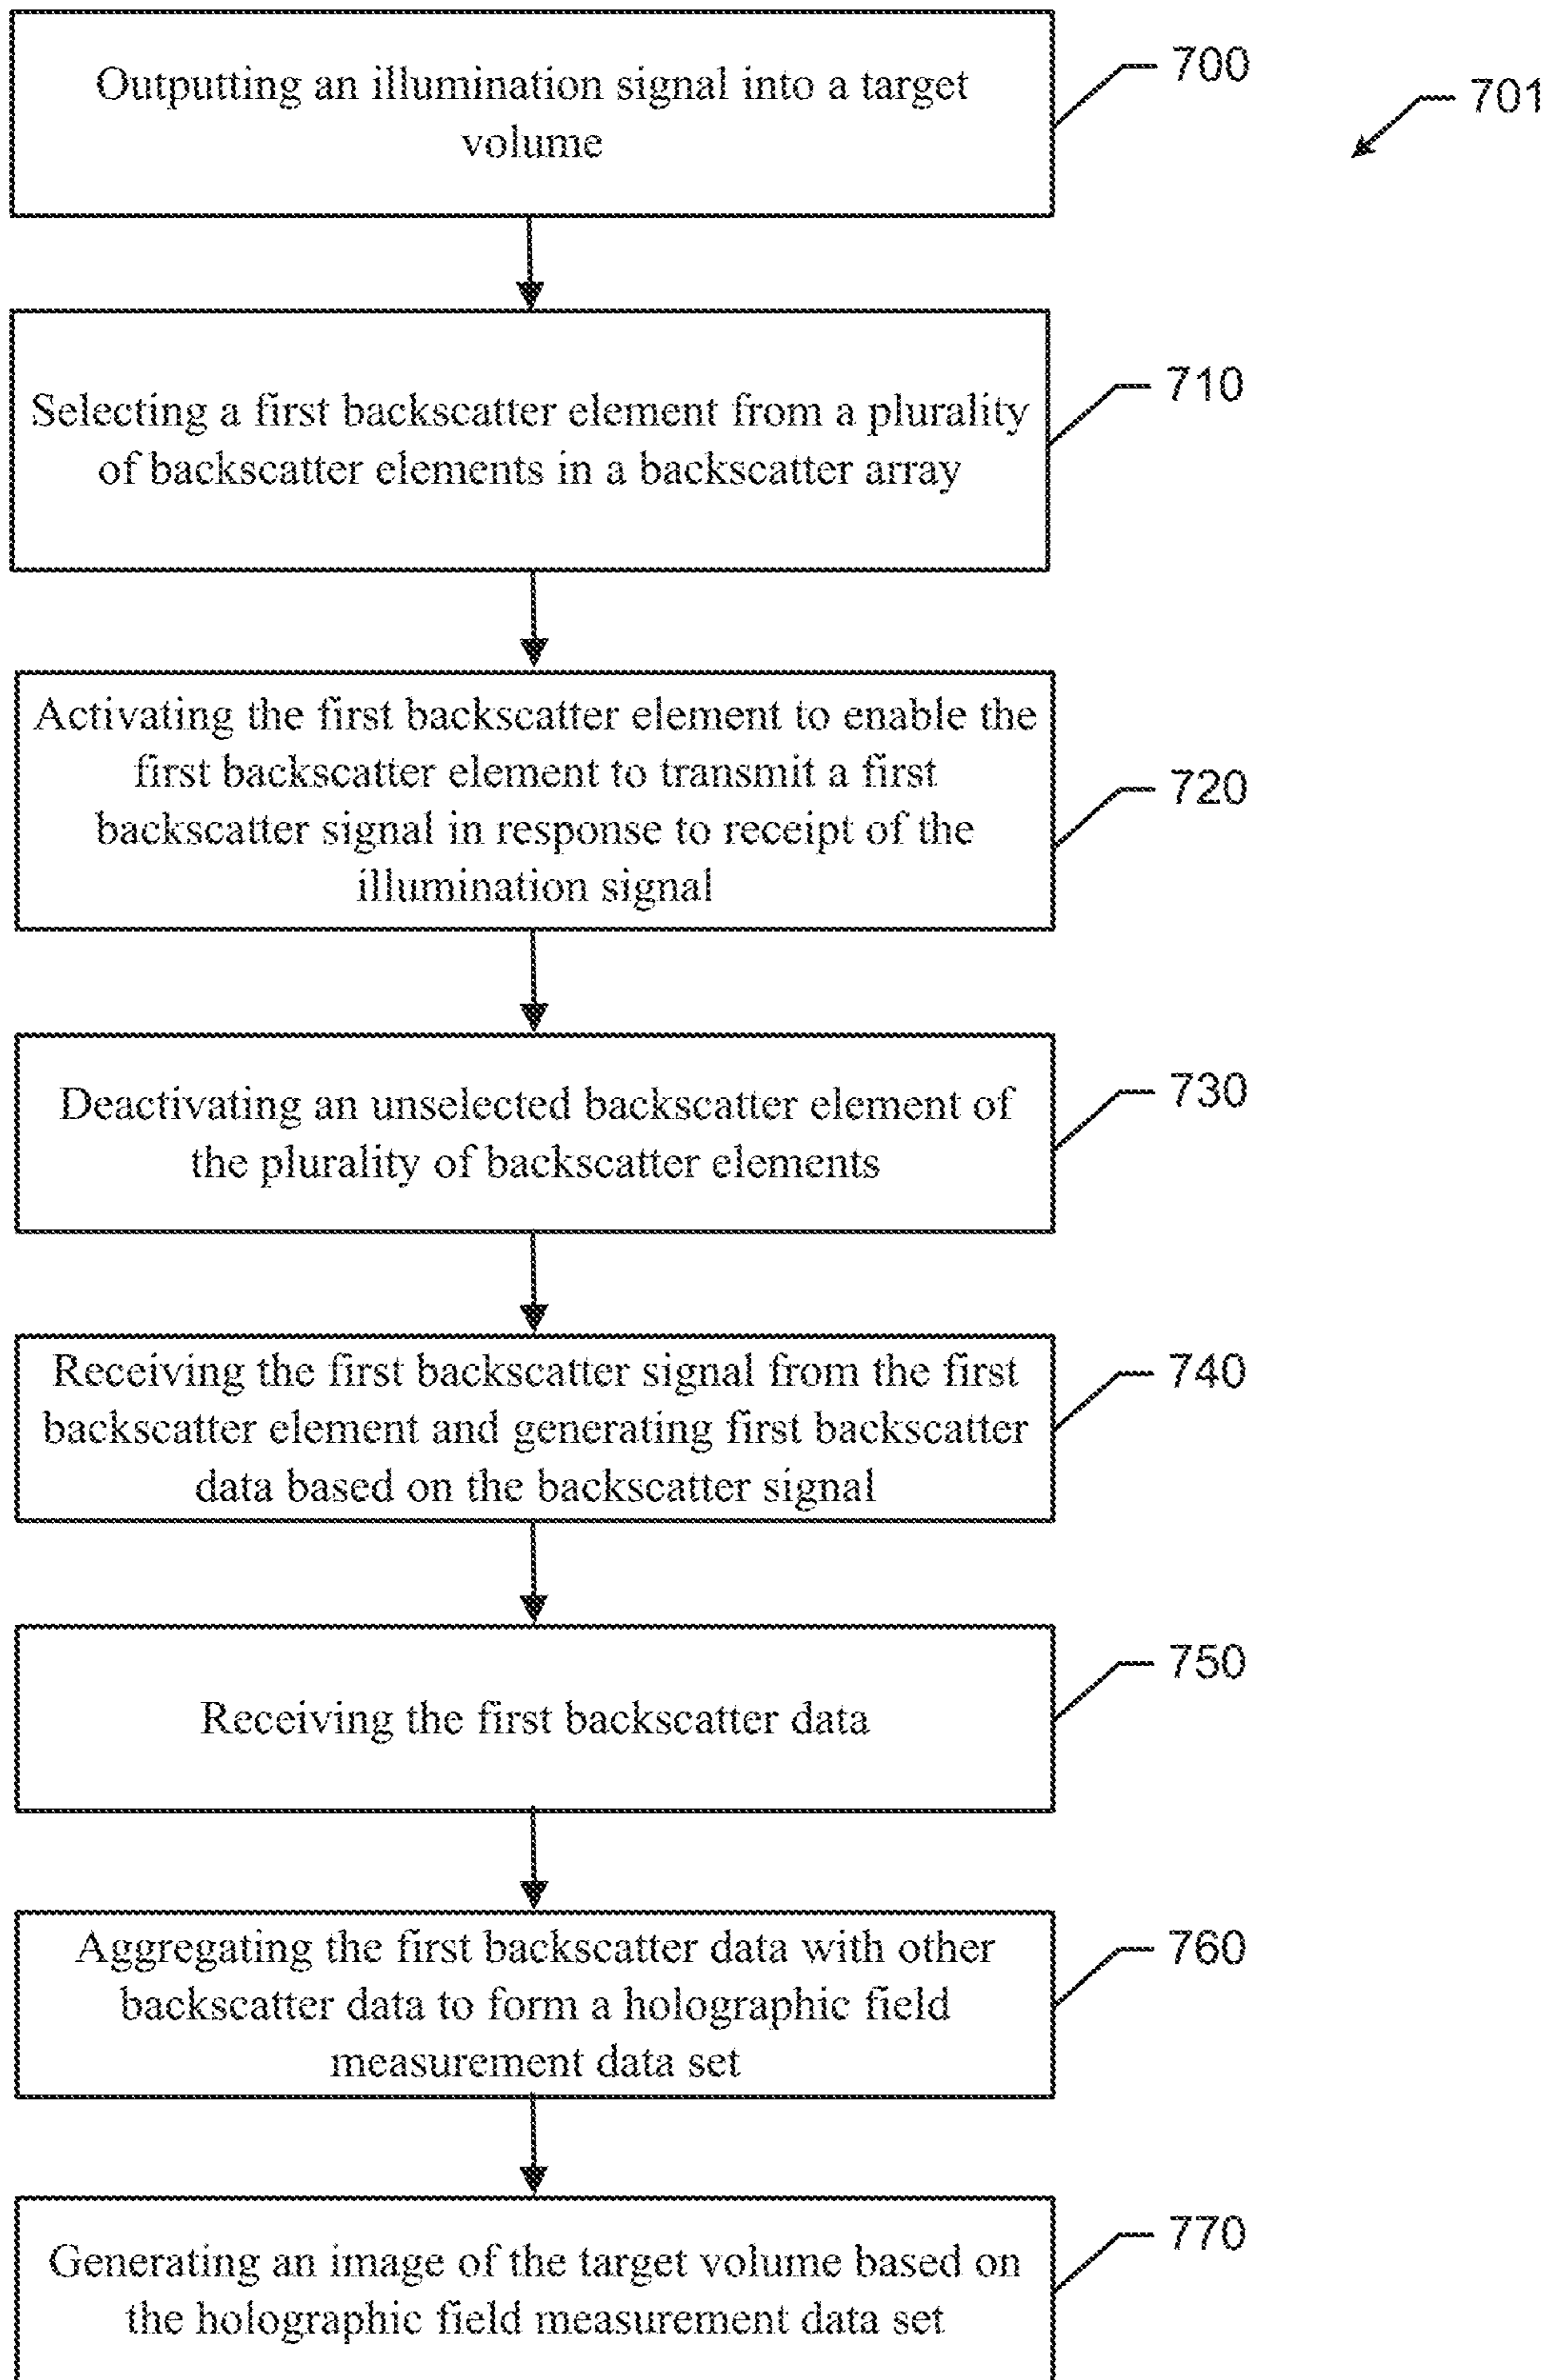 Outputting an illumination signal into a target
volume
700
701
Selecting a first backscatter element from a plurality
of backscatter elements in a backscatter array
710
Activating the first backscatter element to enable the
first backscatter element to transmit a first
backscatter signal in response to receipt of the
illumination signal
720
Deactivating an unselected backscatter element of
the plurality of backscatter elements
730
Receiving the first backscatter signal from the first
backscatter element and generating first backscatter
data based on the backscatter signal
740
Receiving the first backscatter data
750
Aggregating the first backscatter data with other
backscatter data to form a holographic field
measurement data set
760
Generating an image of the target volume based on
the holographic field measurement data set
770